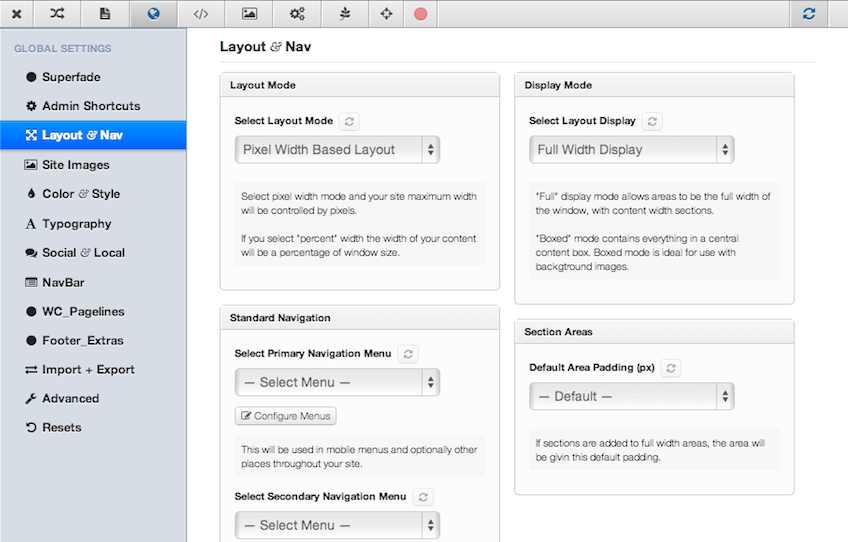 GLOBAL SETTINGS
Superfade
Admin Shortcuts
Layout & Nav
Site Images
Color & Style
Typography
Social & Local
NavBar
WC_Pagelines
Footer_Extras
Import + Export
Advanced
Resets
Layout & Nav
Layout Mode
Select Layout Mode
Pixel Width Based Layout
Select pixel width mode and your site maximum width
will be controlled by pixels.
If you select "percent" width the width of your content
will be a percentage of window size.
Standard Navigation
Select Primary Navigation Menu
— Select Menu —
Configure Menus
This will be used in mobile menus and optionally other
places throughout your site.
Select Secondary Navigation Menu
— Select Menu —
Display Mode
Select Layout Display
Full Width Display
"Full" display mode allows areas to be the full width of
the window, with content width sections.
"Boxed" mode contains everything in a central
content box. Boxed mode is ideal for use with
backgtround images.
Section Areas
Default Area Padding (px)
— Default —
If sections are added to full width areas, the area will
be givin this default padding.